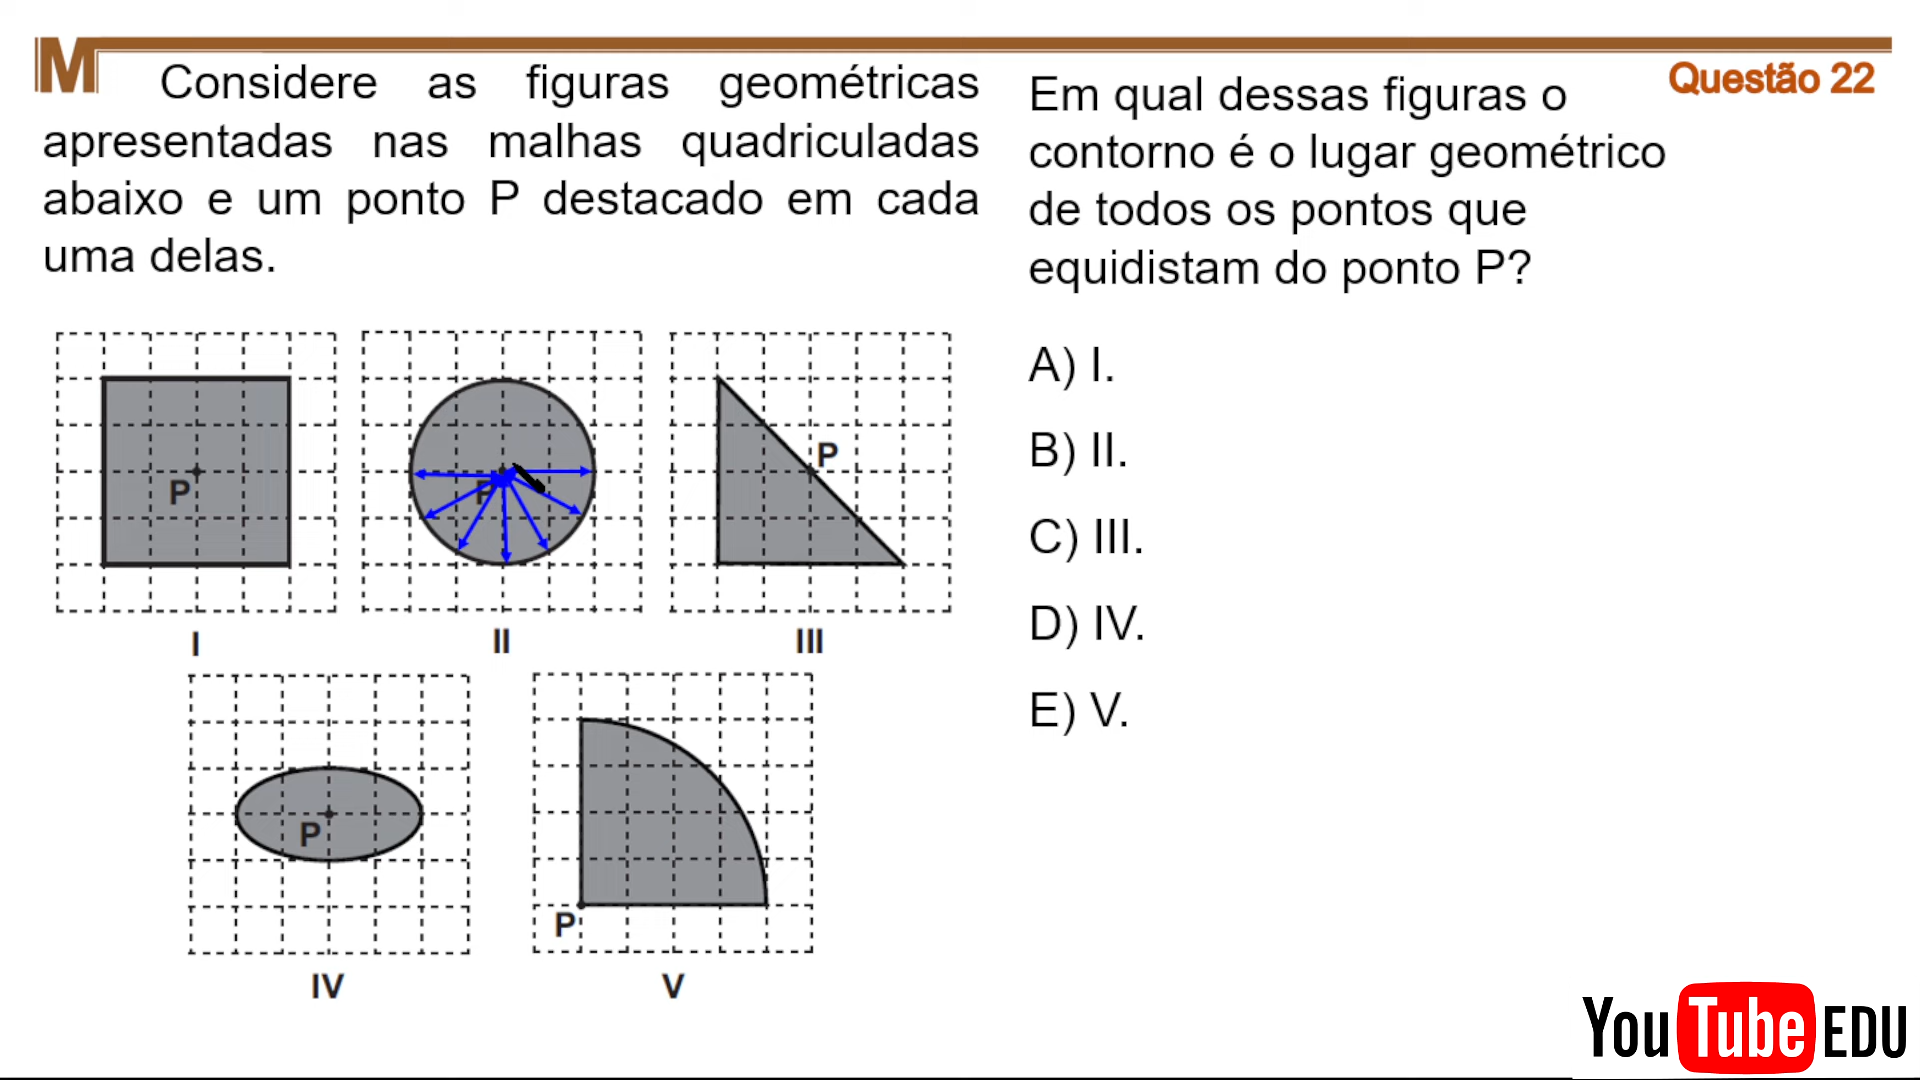 M
Questão 22
Considere as figuras geométricas
apresentadas nas malhas quadriculadas
abaixo e um ponto P destacado em cada
uma delas.
P
P
P
I
II
III
P
P
IV
V
Em qual dessas figuras o
contorno é o lugar geométrico
de todos os pontos que
equidistam do ponto P?
A) I.
B) II.
C) III.
D) IV.
E) V.
YouTube EDU